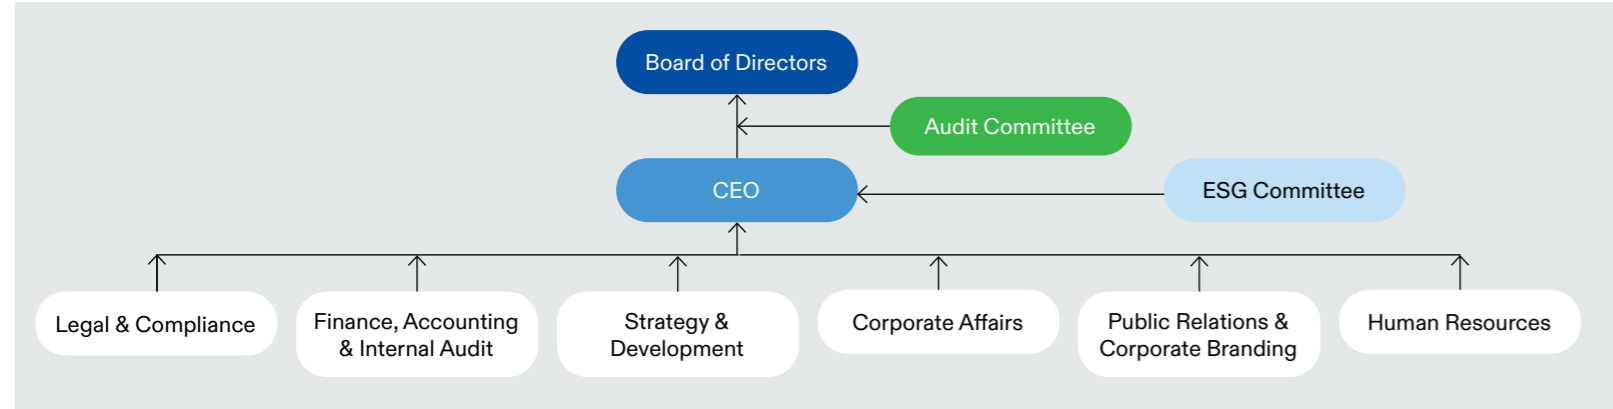 Board of Directors
Audit Committee
CEO
ESG Committee
Legal & Compliance
Finance, Accounting
& Internal Audit
Strategy &
Development
Corporate Affairs
Public Relations &
Corporate Branding
Human Resources